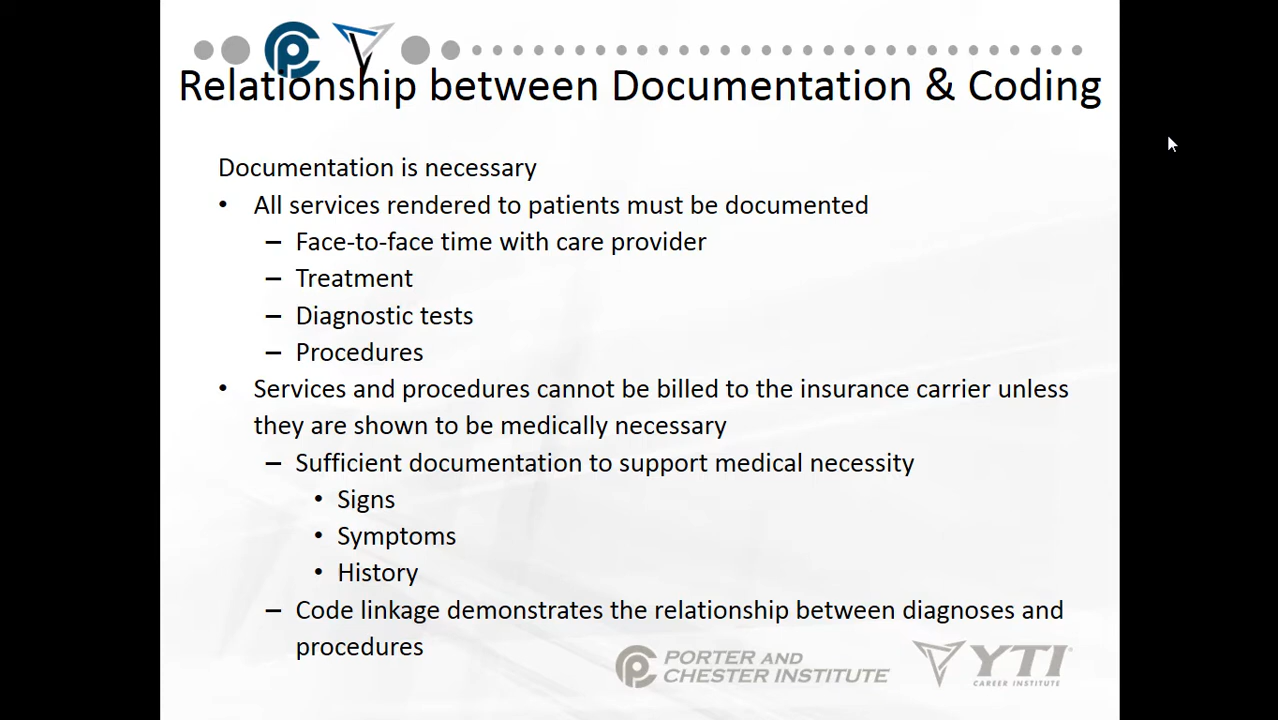 Relationship between Documentation & Coding
Documentation is necessary
• All services rendered to patients must be documented
– Face-to-face time with care provider
– Treatment
– Diagnostic tests
– Procedures
• Services and procedures cannot be billed to the insurance carrier unless
they are shown to be medically necessary
– Sufficient documentation to support medical necessity
• Signs
• Symptoms
• History
– Code linkage demonstrates the relationship between diagnoses and
procedures
PORTER AND
CHESTER INSTITUTE
YTI
CAREER INSTITUTE